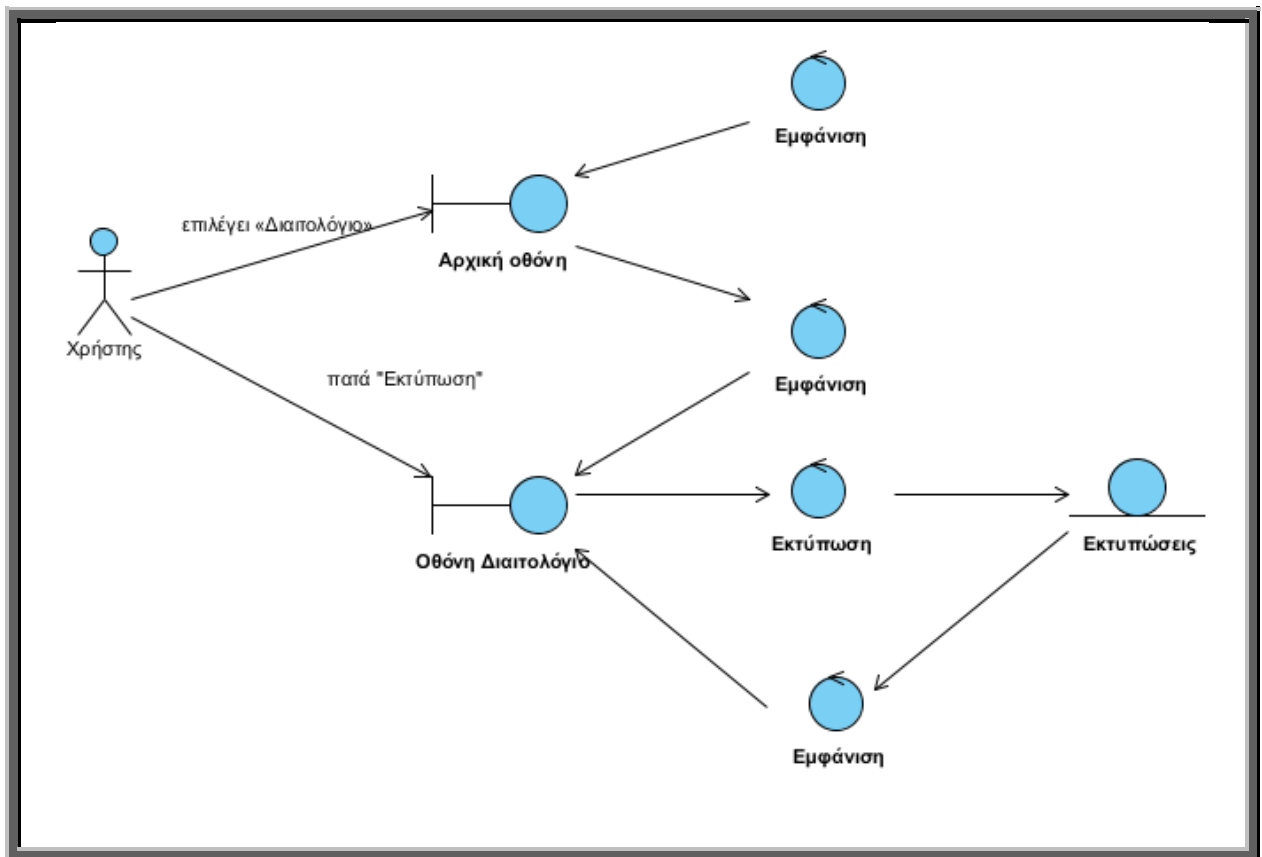 Εμφάνιση
επιλέγει «Διαιτολόγιο»
Αρχική οθόνη
Χρήστης
πατά "Εκτύπωση"
Εμφάνιση
Οθόνη Διαιτολόγιο
Εκτύπωση
Εκτυπώσεις
Εμφάνιση